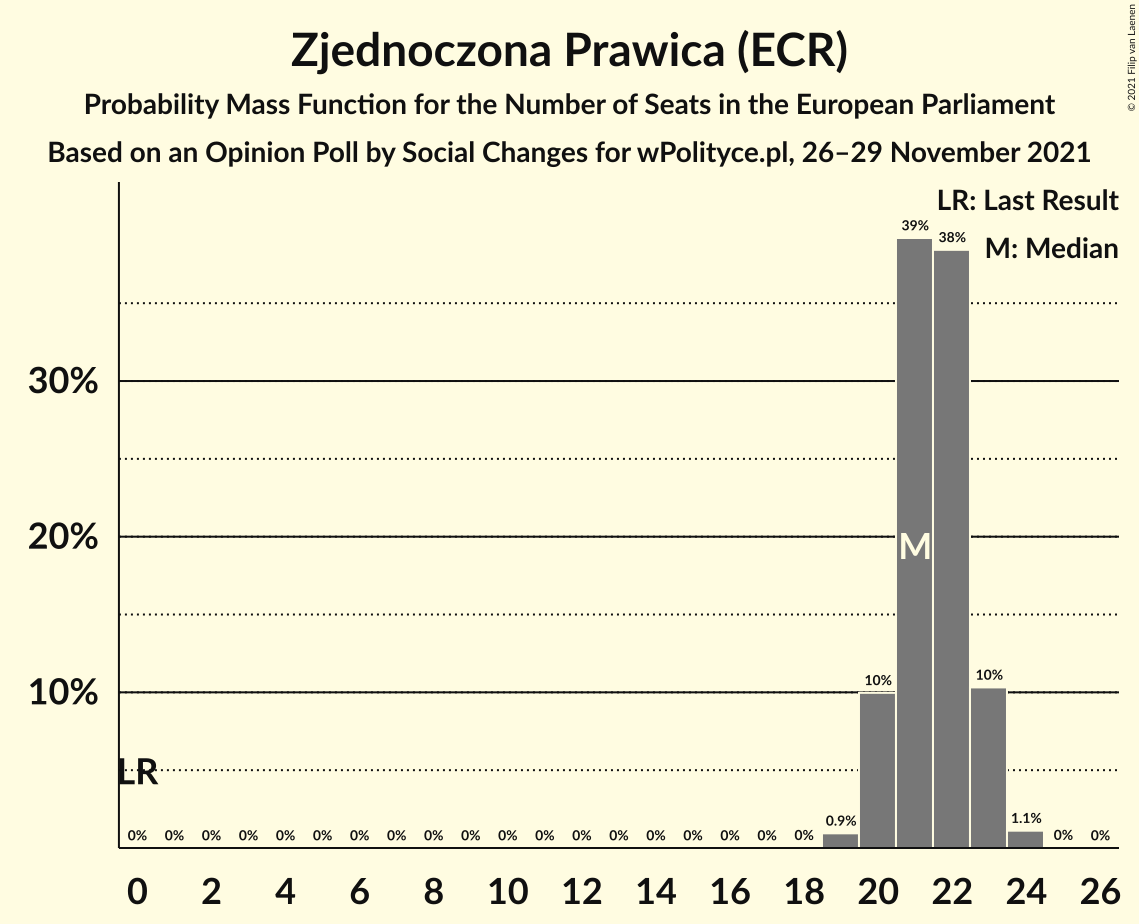 Zjednoczona Prawica (ECR)
Probability Mass Function for the Number of Seats in the European Parliament
Based on an Opinion Poll by Social Changes for wPolityce.pl, 26–29 November 2021
© 2021 Filip van Laenen
LR: Last Result
M: Median
39%
38%
30%
20%
M
10%
10%
10%
LR
0% 0% 0% 0% 0% 0% 0% 0% 0% 0% 0% 0% 0% 0% 0% 0% 0% 0% 0% 0.9% 1.1% 0% 0%
0 2 4 6 8 10 12 14 16 18 20 22 24 26